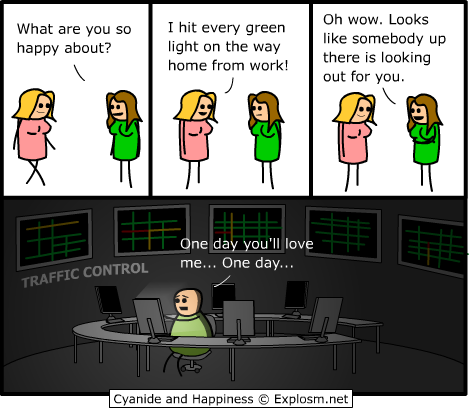 What are you so
happy about?
I hit every green
light on the way
home from work!
Oh wow. Looks
like somebody up
there is looking
out for you.
TRAFFIC CONTROL
One day you'll love
me... One day...
Cyanide and Happiness © Explosm.net